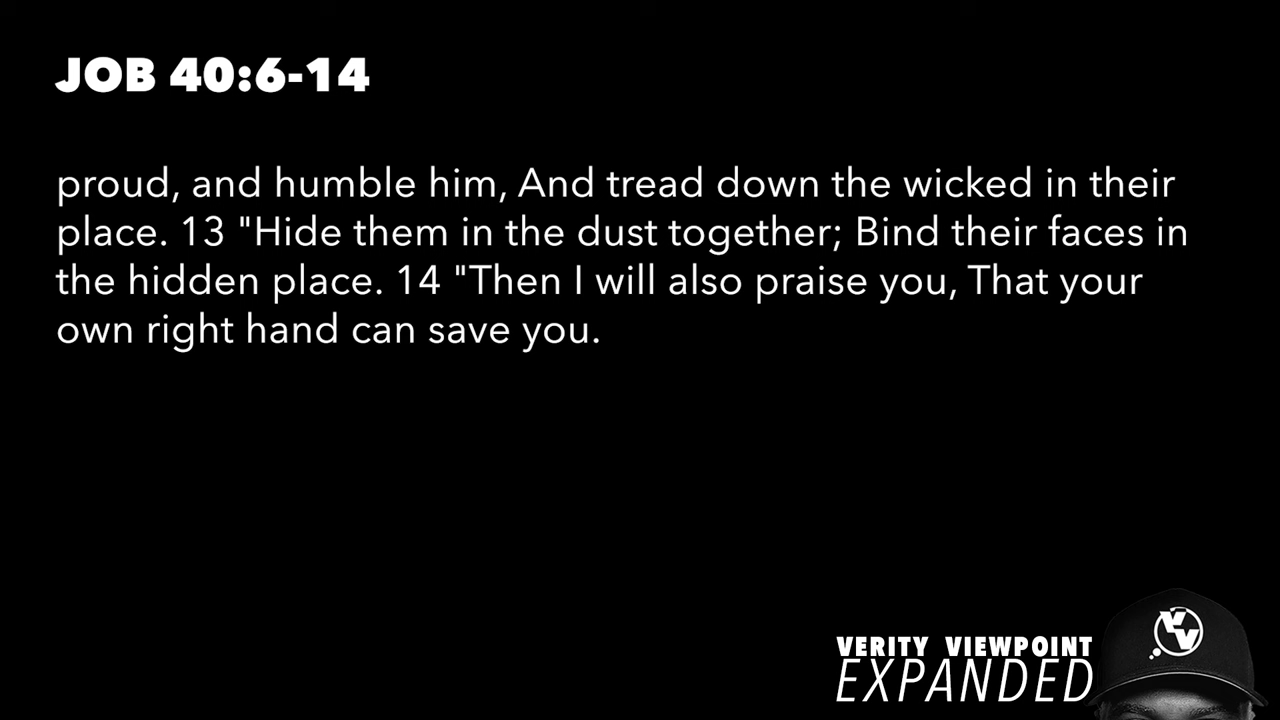 JOB 40:6-14
proud, and humble him, And tread down the wicked in their
place. 13 "Hide them in the dust together; Bind their faces in
the hidden place. 14 "Then I will also praise you, That your
own right hand can save you.
VERITY VIEWPOINT
EXPANDED
VV